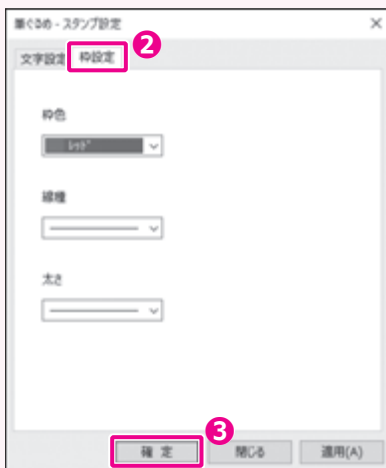 筆ぐるめ - スタンプ設定
文字設定 枠設定 2
枠色
レッド
線種
太さ
3
確 定 閉じる 適用(A)